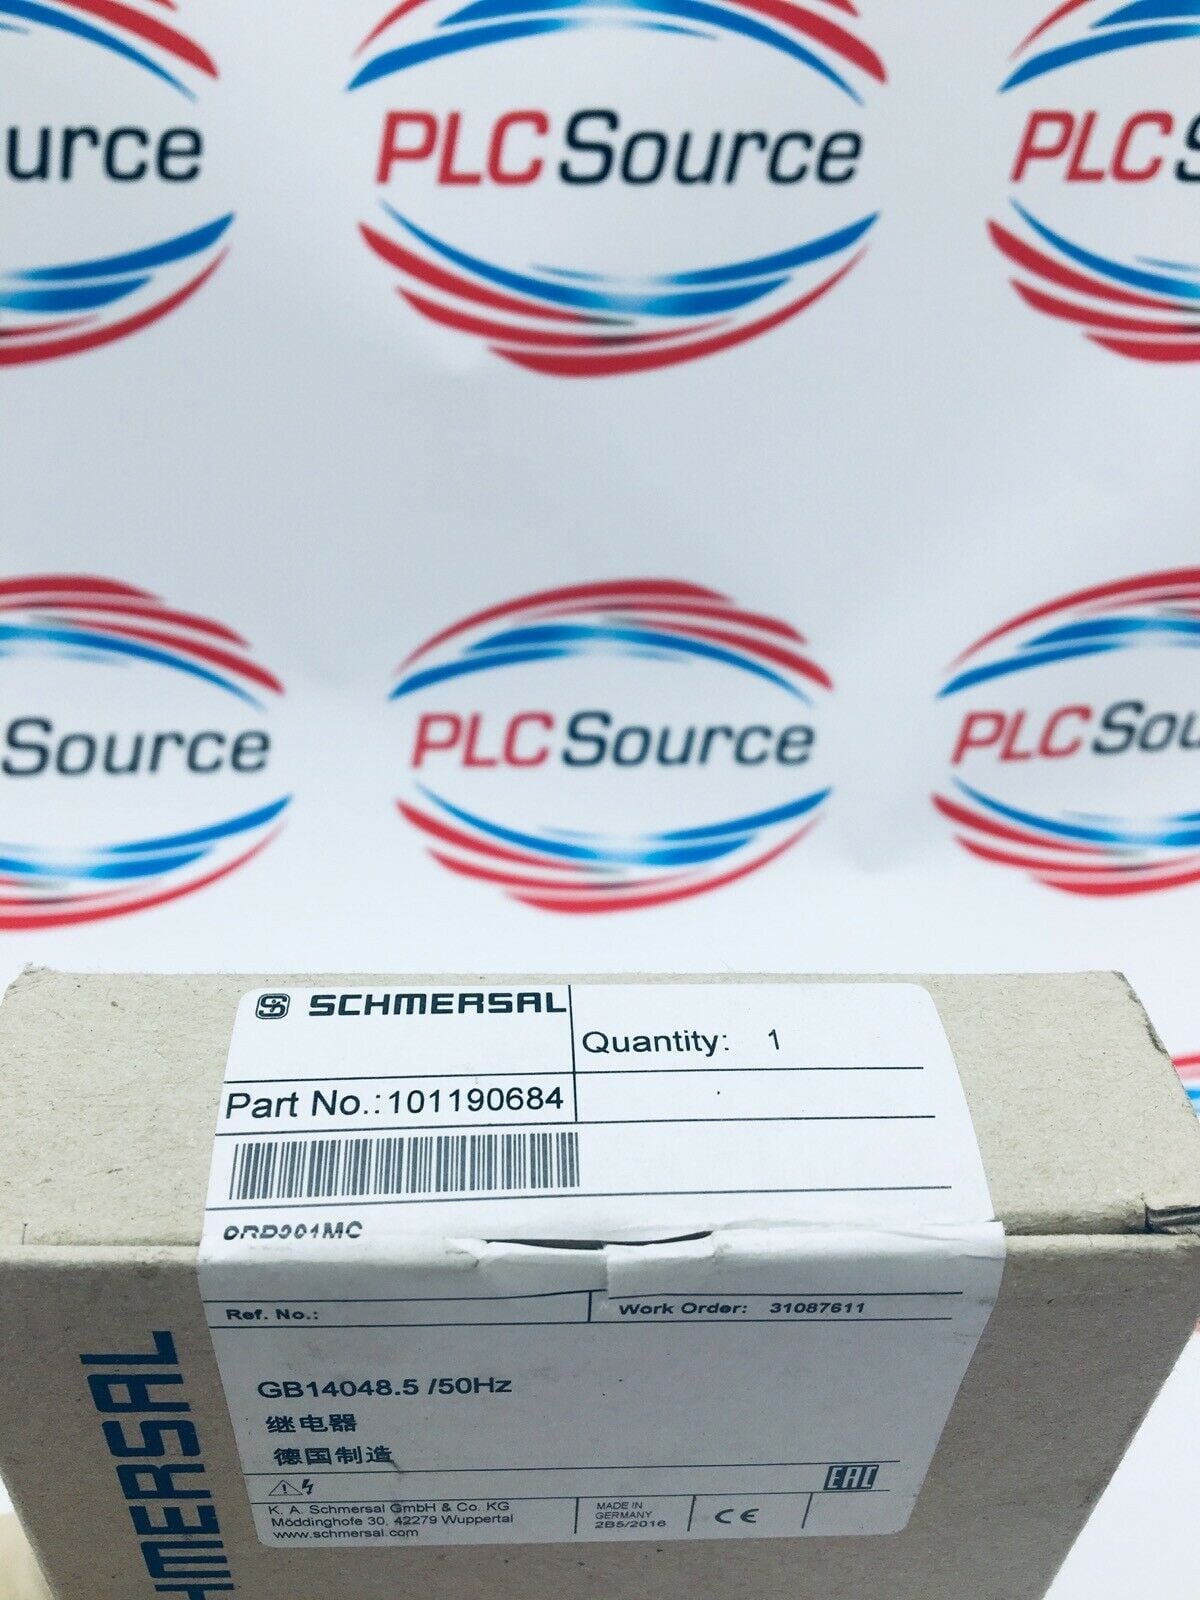 urce
PLC Source
PLC S
Source
PLC Source
PLC Sou
SCHMERSAL
Quantity: 1
Part No.:101190684
Ref. No.:
Work Order: 31087611
GB14048.5 /50Hz
继电器
德国制造
EAC
K. A. Schmersal GmbH & Co. KG
Möddinghofe 30, 42279 Wuppertal
www.schmersal.com
MADE IN
GERMANY
2B5/2016
CE
HMERSAL